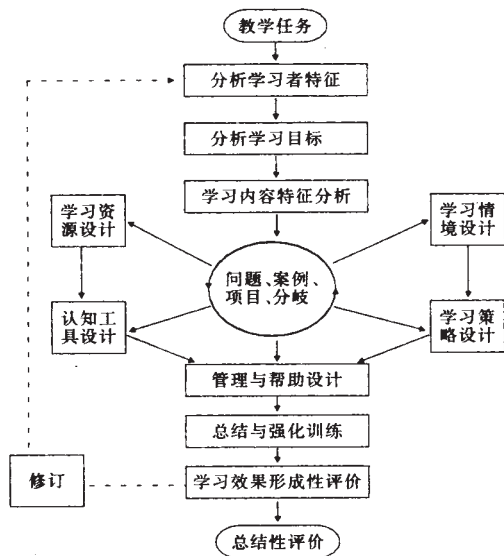 教学任务
分析学习者特征
分析学习目标
学习内容特征分析
学习资
源设计
学习情
境设计
问题、案例、
项目、分岐
认知工
具设计
学习策
略设计
管理与帮助设计
总结与强化训练
修订
学习效果形成性评价
总结性评价